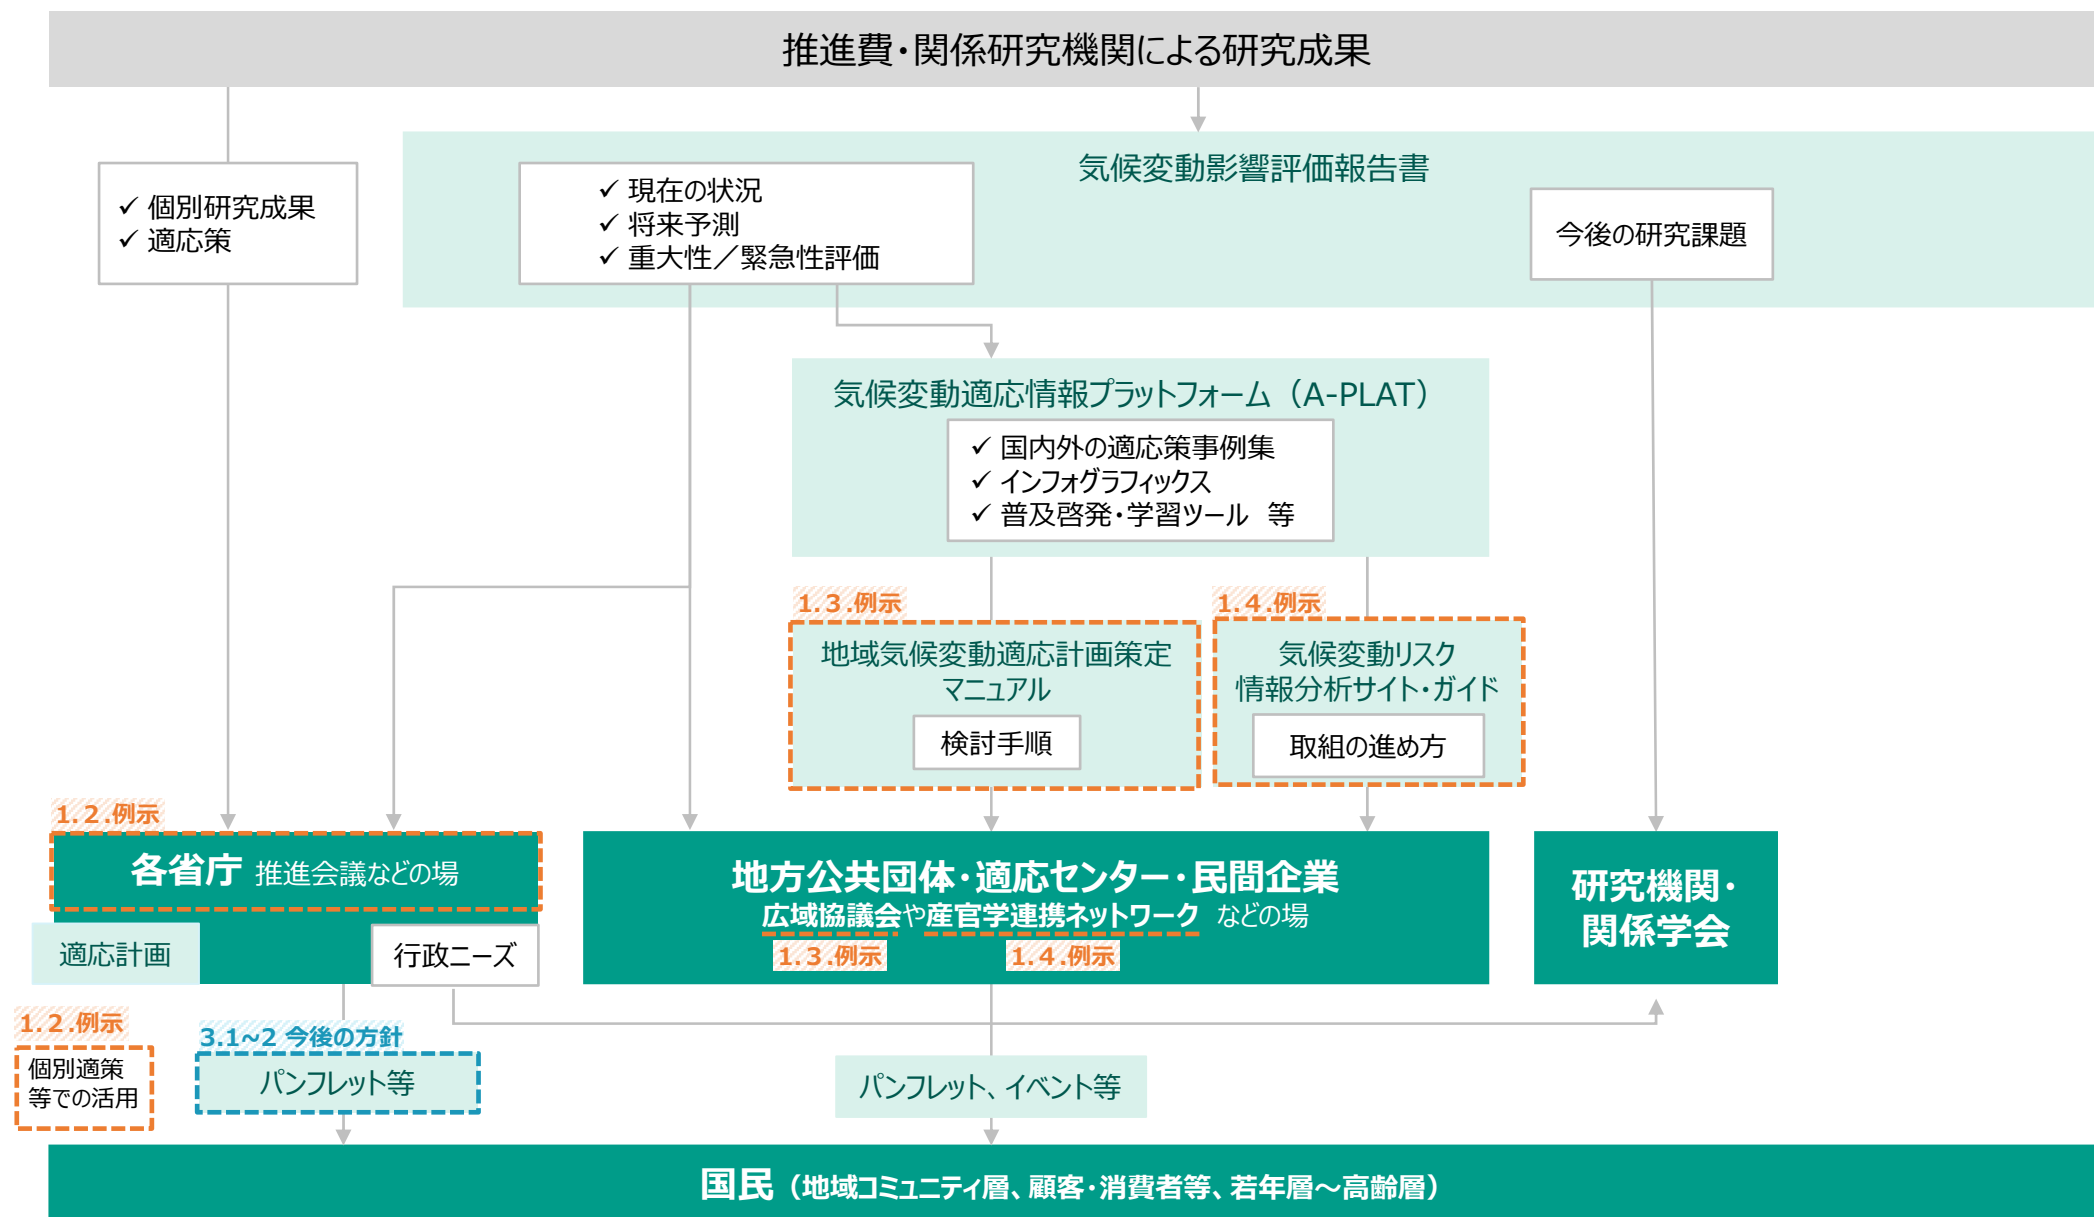 推進費・関係研究機関による研究成果
気候変動影響評価報告書
✓ 個別研究成果
✓ 適応策
✓ 現在の状況
✓ 将来予測
✓ 重大性／緊急性評価
今後の研究課題
気候変動適応情報プラットフォーム（A-PLAT）
✓ 国内外の適応策事例集
✓ インフォグラフィックス
✓ 普及啓発・学習ツール　等
1.3.例示
地域気候変動適応計画策定
マニュアル
検討手順
1.4.例示
気候変動リスク
情報分析サイト・ガイド
取組の進め方
1.2.例示
各省庁 推進会議などの場
適応計画
行政ニーズ
地方公共団体・適応センター・民間企業
広域協議会や産官学連携ネットワーク などの場
1.3.例示
1.4.例示
研究機関・
関係学会
1.2.例示
個別適策
等での活用
3.1~2 今後の方針
パンフレット等
パンフレット、イベント等
国民（地域コミュニティ層、顧客・消費者等、若年層～高齢層）